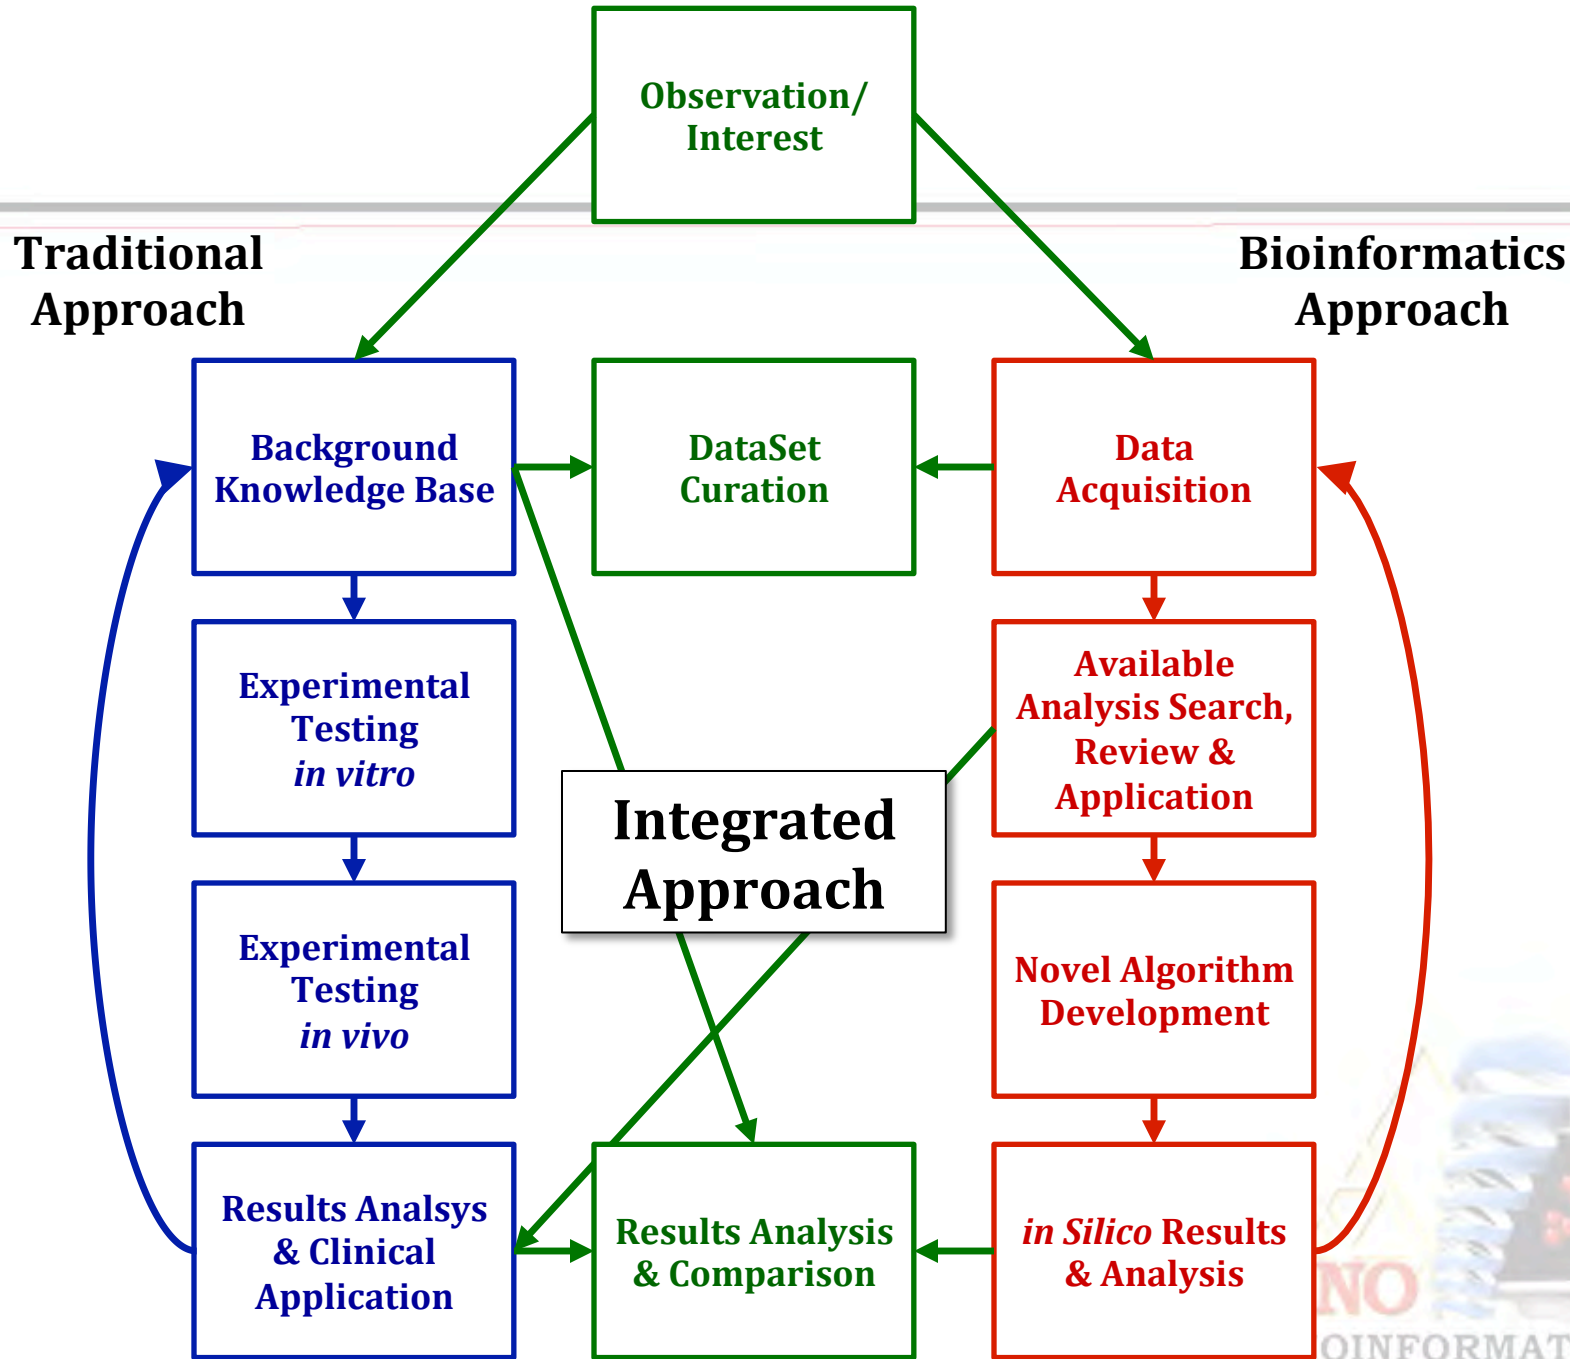 Observation/
Interest
Traditional
Approach
Bioinformatics
Approach
Background
Knowledge Base
DataSet
Curation
Data
Acquisition
Experimental
Testing
in vitro
Available
Analysis Search,
Review &
Application
Integrated
Approach
Experimental
Testing
in vivo
Novel Algorithm
Development
Results Analsys
& Clinical
Application
Results Analysis
& Comparison
in Silico Results
& Analysis
NO
OINFORMAT